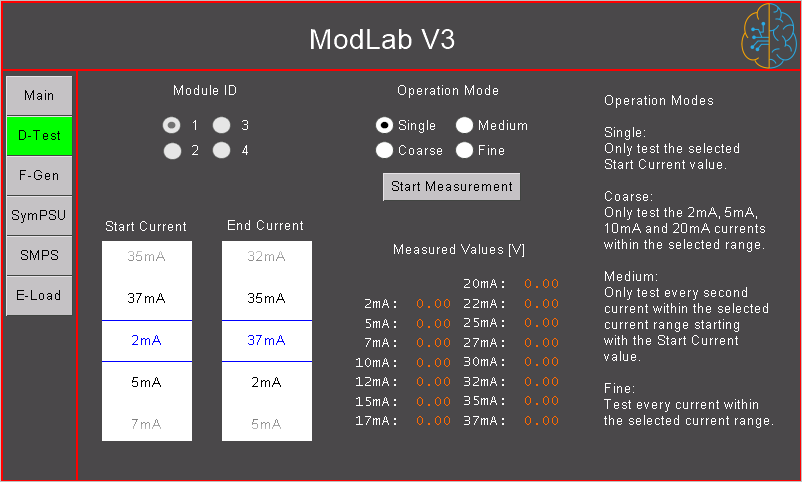 ModLab V3
Main
D-Test
F-Gen
SymPSU
SMPS
E-Load
Module ID
1 3
2 4
Operation Mode
Single Medium
Coarse Fine
Start Measurement
Start Current
35mA
37mA
2mA
5mA
7mA
End Current
32mA
35mA
37mA
2mA
5mA
Measured Values [V]
20mA: 0.00
2mA: 0.00 22mA: 0.00
5mA: 0.00 25mA: 0.00
7mA: 0.00 27mA: 0.00
10mA: 0.00 30mA: 0.00
12mA: 0.00 32mA: 0.00
15mA: 0.00 35mA: 0.00
17mA: 0.00 37mA: 0.00
Operation Modes
Single:
Only test the selected
Start Current value.
Coarse:
Only test the 2mA, 5mA,
10mA and 20mA currents
within the selected range.
Medium:
Only test every second
current within the selected
current range starting
with the Start Current
value.
Fine:
Test every current within
the selected current range.